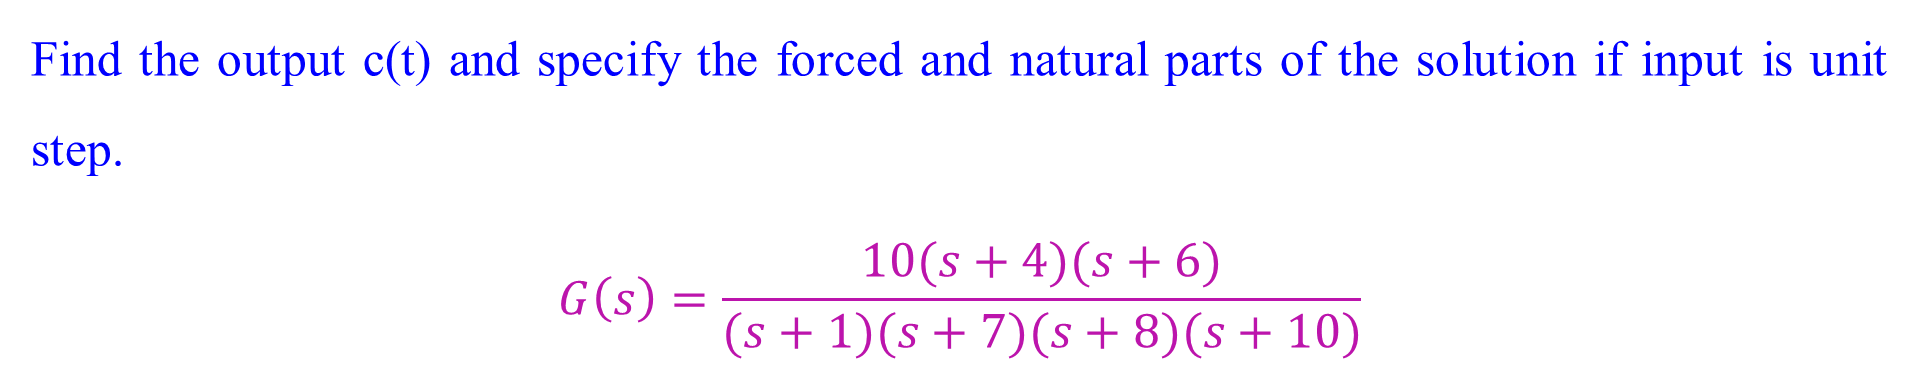 Find the output c(t) and specify the forced and natural parts of the solution if input is unit
step.
G(s) = \frac{10(s + 4)(s + 6)}{(s + 1)(s + 7)(s + 8)(s + 10)}